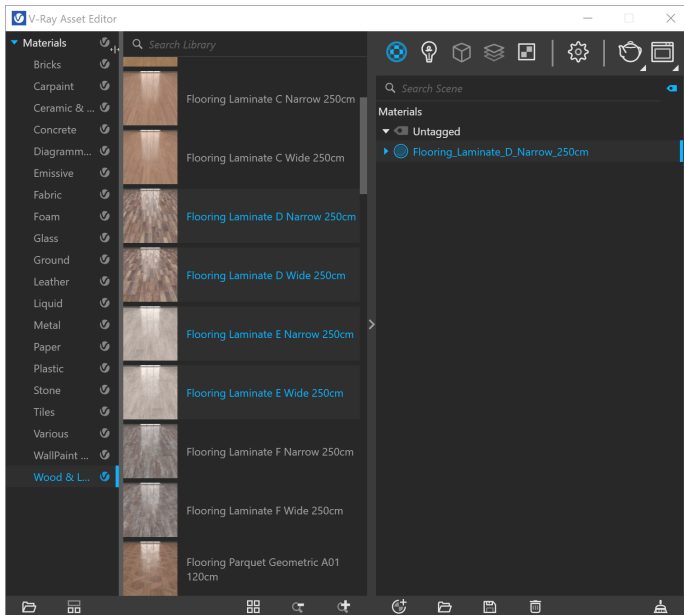 V-Ray Asset Editor
Materials
Bricks
Carpaint
Ceramic & ...
Concrete
Diagramm...
Emissive
Fabric
Foam
Glass
Ground
Leather
Liquid
Metal
Paper
Plastic
Stone
Tiles
Various
WallPaint ...
Wood & L...
Search Library
Flooring Laminate C Narrow 250cm
Flooring Laminate C Wide 250cm
Flooring Laminate D Narrow 250cm
Flooring Laminate D Wide 250cm
Flooring Laminate E Narrow 250cm
Flooring Laminate E Wide 250cm
Flooring Laminate F Narrow 250cm
Flooring Laminate F Wide 250cm
Flooring Parquet Geometric A01
120cm
Search Scene
Materials
Untagged
Flooring_Laminate_D_Narrow_250cm